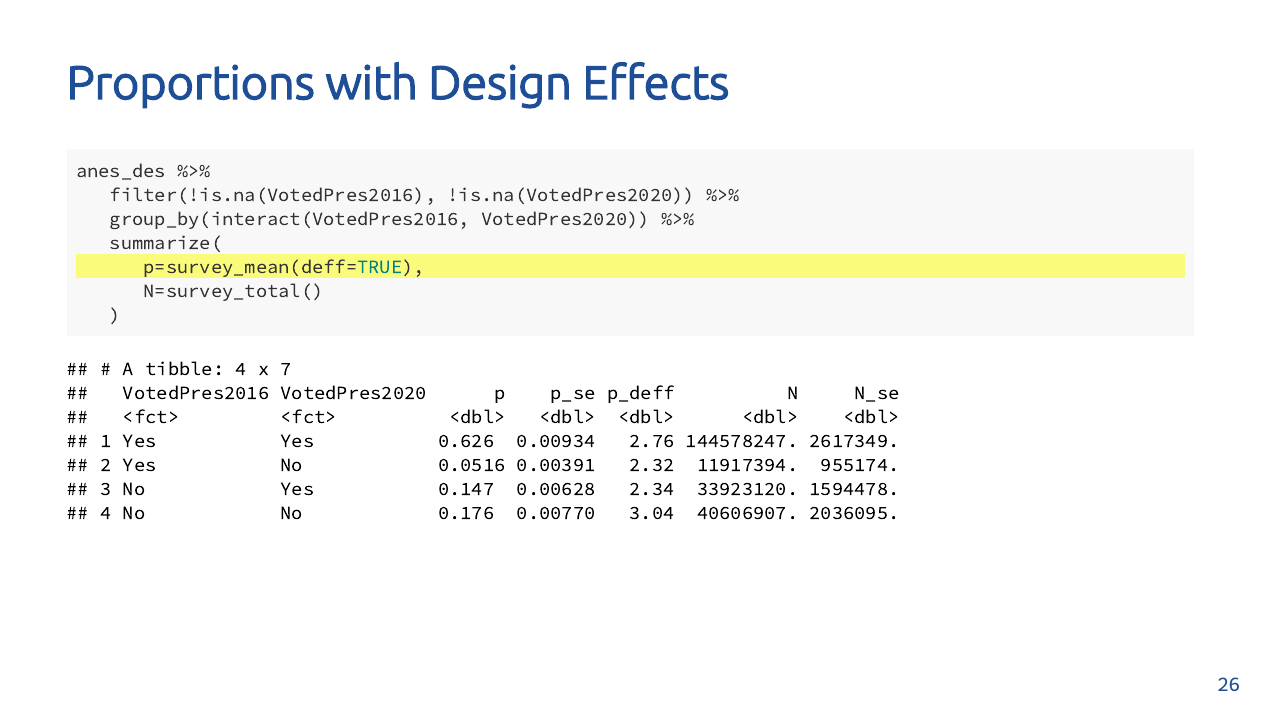 Proportions with Design Effects
anes_des %>%
   filter(!is.na(VotedPres2016), !is.na(VotedPres2020)) %>%
   group_by(interact(VotedPres2016, VotedPres2020)) %>%
   summarize(
      p=survey_mean(deff=TRUE),
      N=survey_total()
   )
## # A tibble: 4 x 7
##   VotedPres2016 VotedPres2020      p    p_se p_deff          N     N_se
##   <fct>         <fct>          <dbl>   <dbl>  <dbl>      <dbl>    <dbl>
## 1 Yes           Yes           0.626  0.00934   2.76 144578247. 2617349.
## 2 Yes           No            0.0516 0.00391   2.32  11917394.  955174.
## 3 No            Yes           0.147  0.00628   2.34  33923120. 1594478.
## 4 No            No            0.176  0.00770   3.04  40606907. 2036095.
26